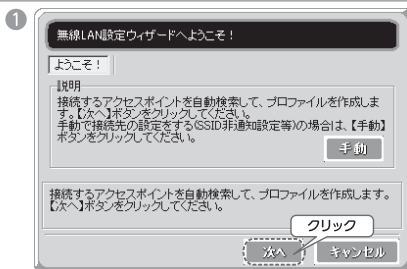 1
無線LAN設定ウィザードへようこそ！
ようこそ！
説明
接続するアクセスポイントを自動検索して、プロファイルを作成しま
す。【次へ】ボタンをクリックしてください。
手動で接続先の設定をする(SSID非通知設定等)の場合は、【手動】
ボタンをクリックしてください。
手動
接続するアクセスポイントを自動検索して、プロファイルを作成します。
【次へ】ボタンをクリックしてください。
クリック
次へ
キャンセル